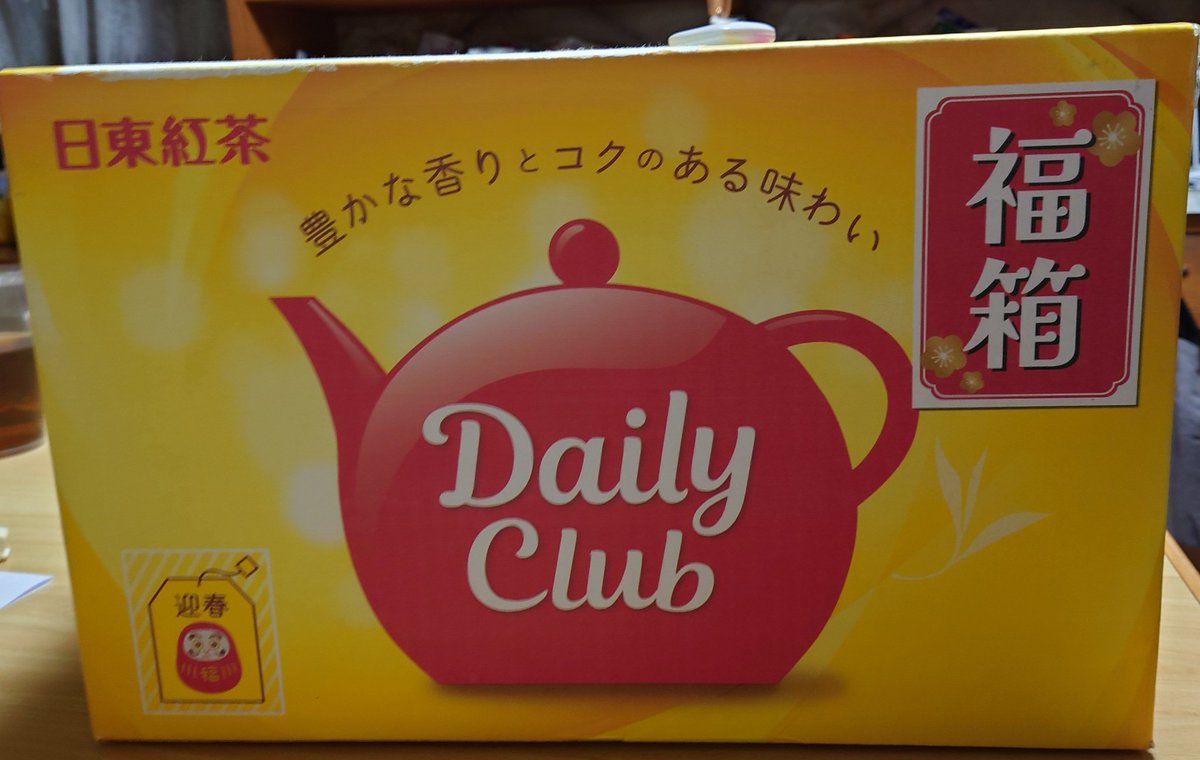 日東紅茶
豊かな香りとコクのある味わい
福箱
Daily
Club
迎春
福